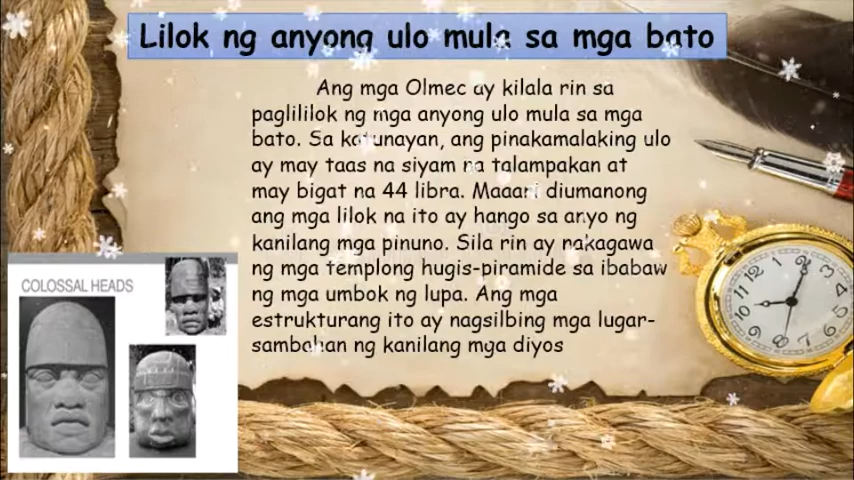 Lilok ng anyong ulo mula sa mga bato
Ang mga Olmec ay kilala rin sa
paglililok ng mga anyong ulo mula sa mga
bato. Sa katunayan, ang pinakamalaking ulo
ay may taas na siyam na talampakan at
may bigat na 44 libra. Maaari diumanong
ang mga lilok na ito ay hango sa anyo ng
kanilang mga pinuno. Sila rin ay nakagawa
ng mga templong hugis-piramide sa ibabaw
ng mga umbok ng lupa. Ang mga
estrukturang ito ay nagsilbing mga lugar-
sambahan ng kanilang mga diyos
COLOSSAL HEADS